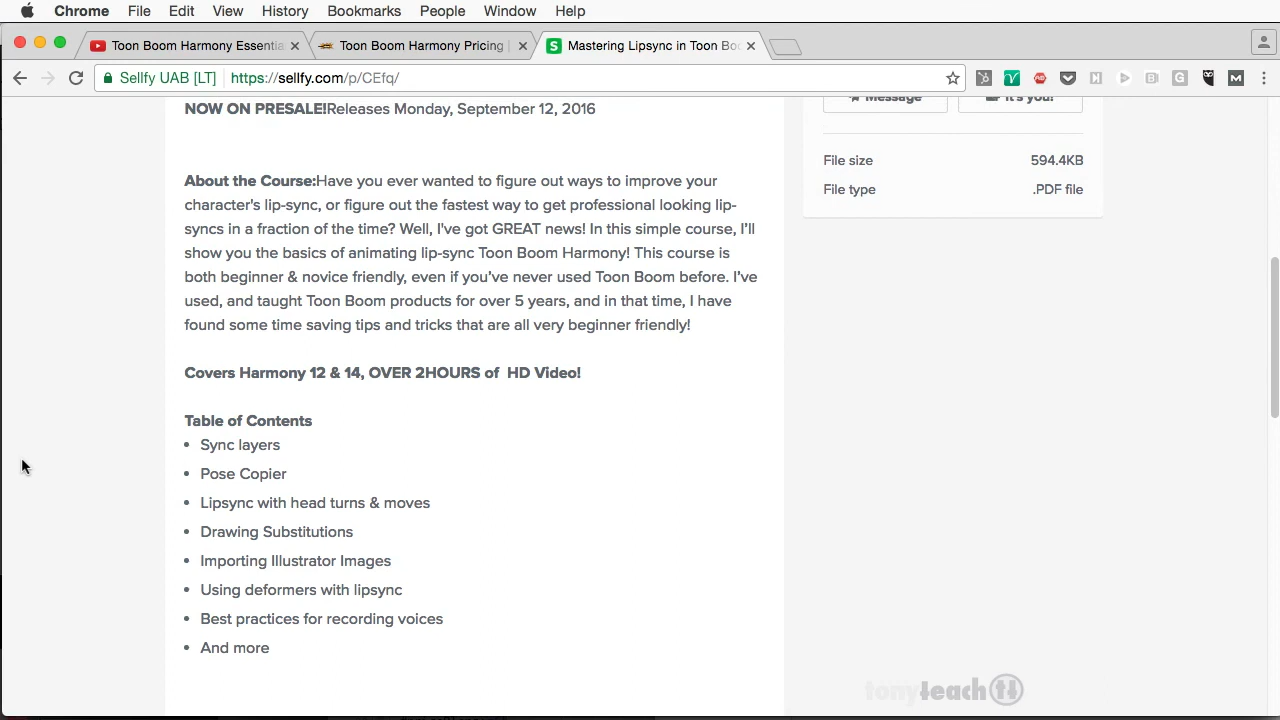 Chrome File Edit View History Bookmarks People Window Help
Toon Boom Harmony Essentia Toon Boom Harmony Pricing | Mastering Lipsync in Toon Bo
Sellfy UAB [LT] https://sellfy.com/p/CEfq/
NOW ON PRESALE!Releases Monday, September 12, 2016
Message It's you!
File size 594.4KB
File type .PDF file
About the Course:Have you ever wanted to figure out ways to improve your
character's lip-sync, or figure out the fastest way to get professional looking lip-
syncs in a fraction of the time? Well, I've got GREAT news! In this simple course, I'll
show you the basics of animating lip-sync Toon Boom Harmony! This course is
both beginner & novice friendly, even if you've never used Toon Boom before. I've
used, and taught Toon Boom products for over 5 years, and in that time, I have
found some time saving tips and tricks that are all very beginner friendly!
Covers Harmony 12 & 14, OVER 2HOURS of HD Video!
Table of Contents
• Sync layers
• Pose Copier
• Lipsync with head turns & moves
• Drawing Substitutions
• Importing Illustrator Images
• Using deformers with lipsync
• Best practices for recording voices
• And more
tonyteach